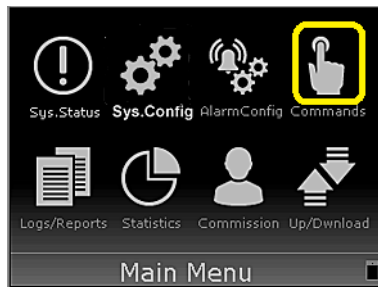 Sys.Status Sys.Config AlarmConfig Commands
Logs/Reports Statistics Commission Up/Dwnload
Main Menu